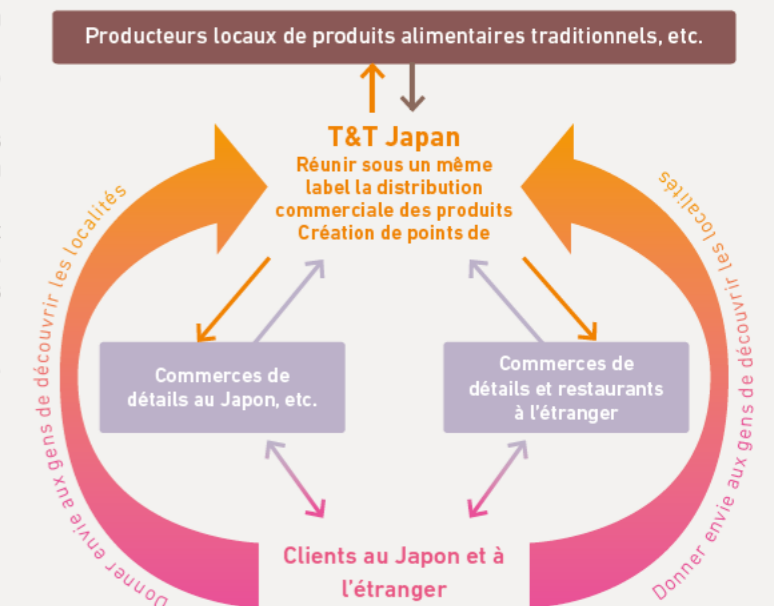 Producteurs locaux de produits alimentaires traditionnels, etc.
T&T Japan
Réunir sous un même
label la distribution
commerciale des produits
Création de points de
Donner envie aux gens de découvrir les localités
Donner envie aux gens de pécouvrir les localités
Commerces de
détails au Japon, etc.
Commerces de
détails et restaurants
à l'étranger
Clients au Japon et à
l'étranger